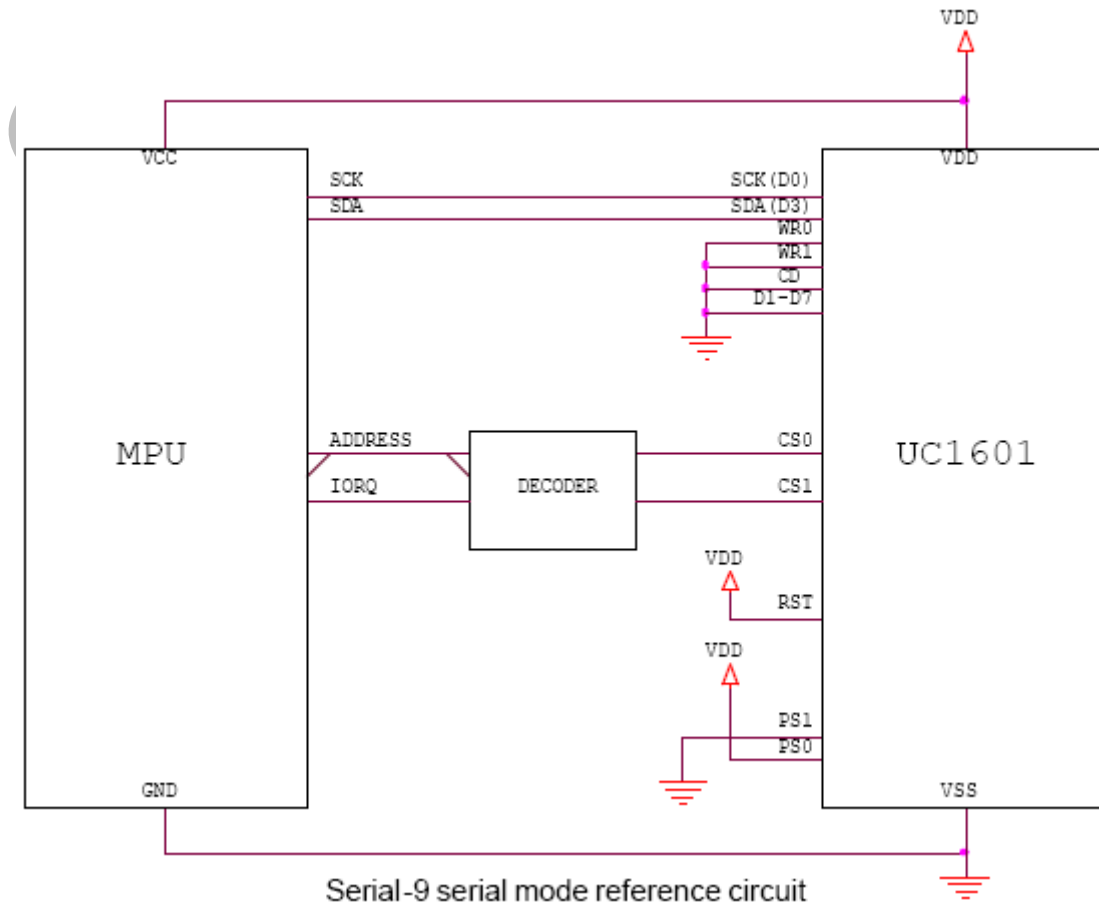 VDD
VCC
VDD
SCK
SCK(D0)
SDA
SDA(D3)
WR0
WR1
CD
D1-D7
ADDRESS
CS0
MPU
DECODER
UC1601
IORQ
CS1
VDD
RST
VDD
PS1
PS0
GND
VSS
Serial-9 serial mode reference circuit